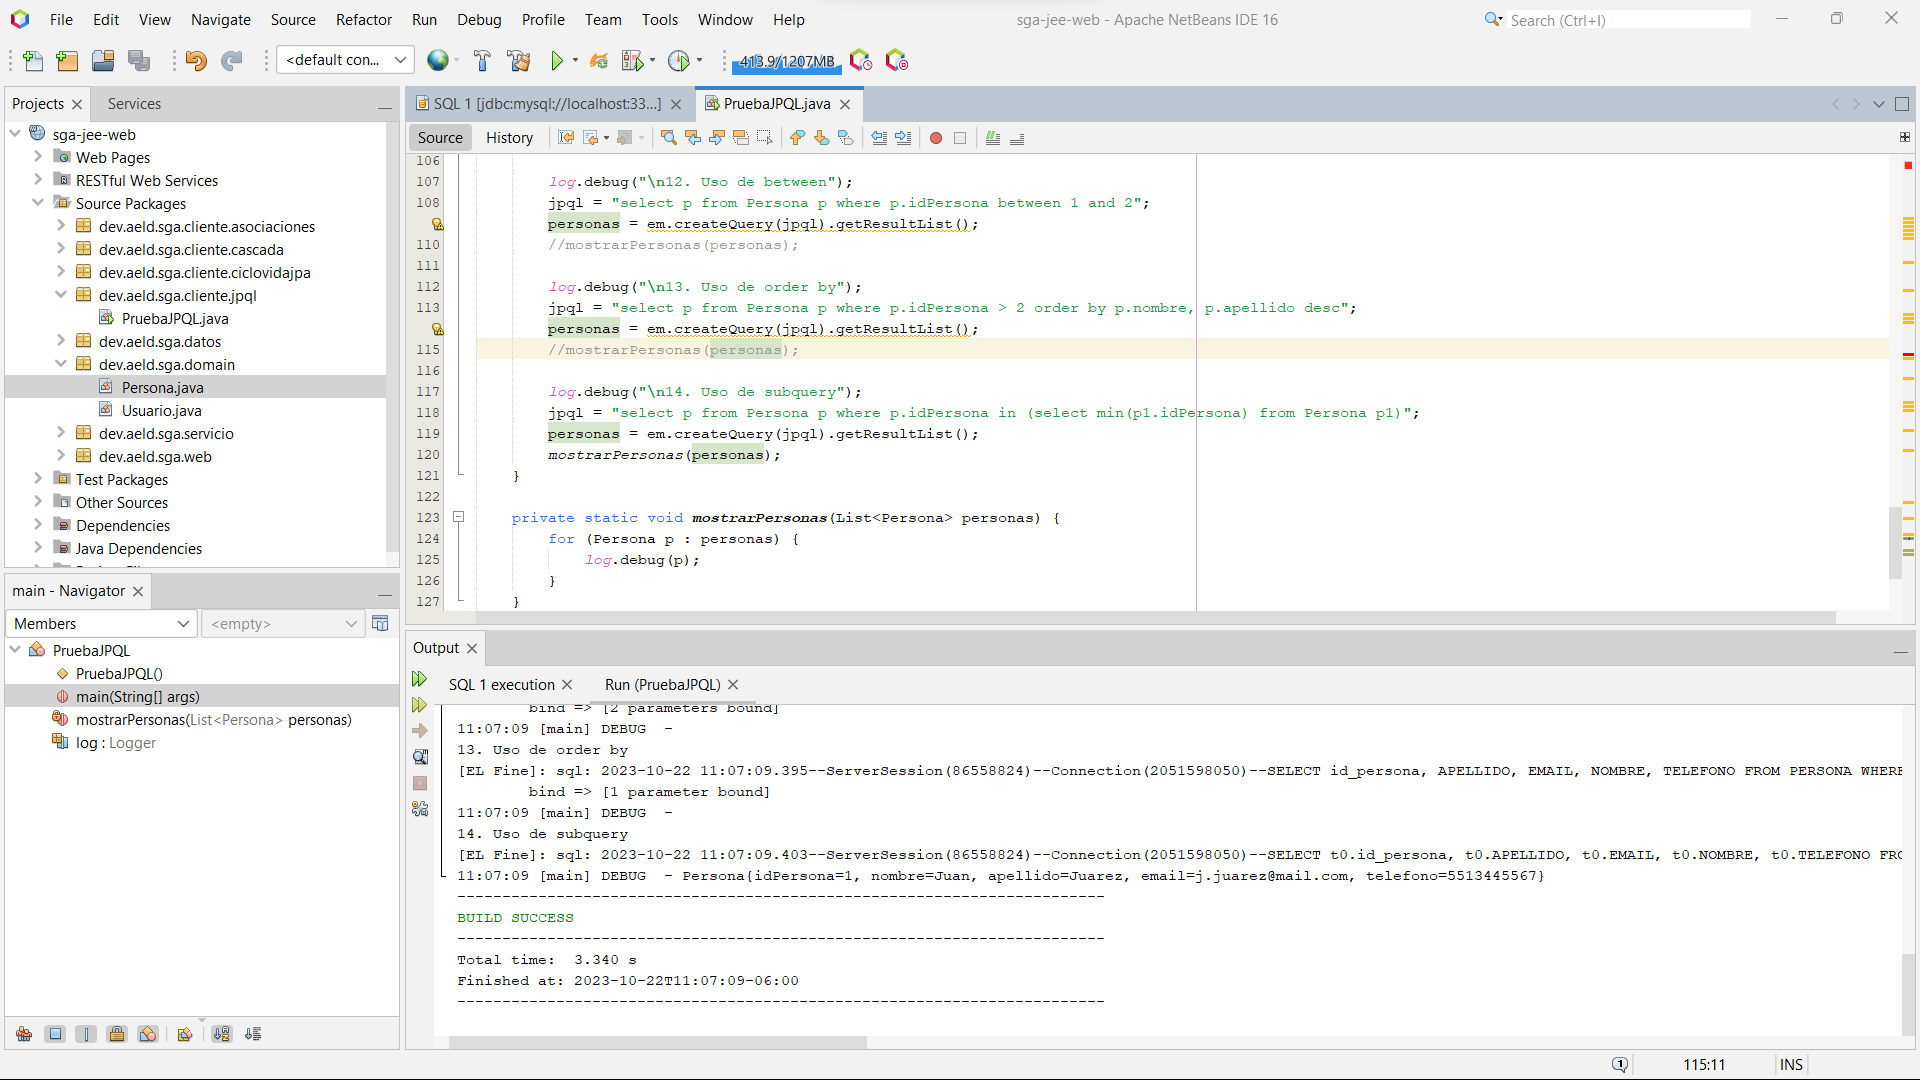 File Edit View Navigate Source Refactor Run Debug Profile Team Tools Window Help
sga-jee-web - Apache NetBeans IDE 16
Search (Ctrl+I)
<default con...
413.9/1207MB
Projects
Services
sga-jee-web
Web Pages
RESTful Web Services
Source Packages
dev.aeld.sga.cliente.asociaciones
dev.aeld.sga.cliente.cascada
dev.aeld.sga.cliente.ciclovidajpa
dev.aeld.sga.cliente.jpql
PruebaJPQL.java
dev.aeld.sga.datos
dev.aeld.sga.domain
Persona.java
Usuario.java
dev.aeld.sga.servicio
dev.aeld.sga.web
Test Packages
Other Sources
Dependencies
Java Dependencies
main - Navigator
Members
<empty>
PruebaJPQL
PruebaJPQL()
main(String[] args)
mostrarPersonas(List<Persona> personas)
log : Logger
SQL 1 [jdbc:mysql://localhost:33...]
PruebaJPQL.java
Source History
106
107 log.debug("\n12. Uso de between");
108 jpql = "select p from Persona p where p.idPersona between 1 and 2";
personas = em.createQuery(jpql).getResultList();
110 //mostrarPersonas(personas);
111
112 log.debug("\n13. Uso de order by");
113 jpql = "select p from Persona p where p.idPersona > 2 order by p.nombre, p.apellido desc";
personas = em.createQuery(jpql).getResultList();
115 //mostrarPersonas(personas);
116
117 log.debug("\n14. Uso de subquery");
118 jpql = "select p from Persona p where p.idPersona in (select min(p1.idPersona) from Persona p1)";
119 personas = em.createQuery(jpql).getResultList();
120 mostrarPersonas(personas);
121 }
122
123 private static void mostrarPersonas(List<Persona> personas) {
124 for (Persona p : personas) {
125 log.debug(p);
126 }
127 }
Output
SQL 1 execution
Run (PruebaJPQL)
bind => [2 parameters bound]
11:07:09 [main] DEBUG -
13. Uso de order by
[EL Fine]: sql: 2023-10-22 11:07:09.395--ServerSession(86558824)--Connection(2051598050)--SELECT id_persona, APELLIDO, EMAIL, NOMBRE, TELEFONO FROM PERSONA WHERE
bind => [1 parameter bound]
11:07:09 [main] DEBUG -
14. Uso de subquery
[EL Fine]: sql: 2023-10-22 11:07:09.403--ServerSession(86558824)--Connection(2051598050)--SELECT t0.id_persona, t0.APELLIDO, t0.EMAIL, t0.NOMBRE, t0.TELEFONO FRO
11:07:09 [main] DEBUG - Persona{idPersona=1, nombre=Juan, apellido=Juarez, email=j.juarez@mail.com, telefono=5513445567}
------------------------------------------------------------------------
BUILD SUCCESS
------------------------------------------------------------------------
Total time: 3.340 s
Finished at: 2023-10-22T11:07:09-06:00
------------------------------------------------------------------------
115:11
INS